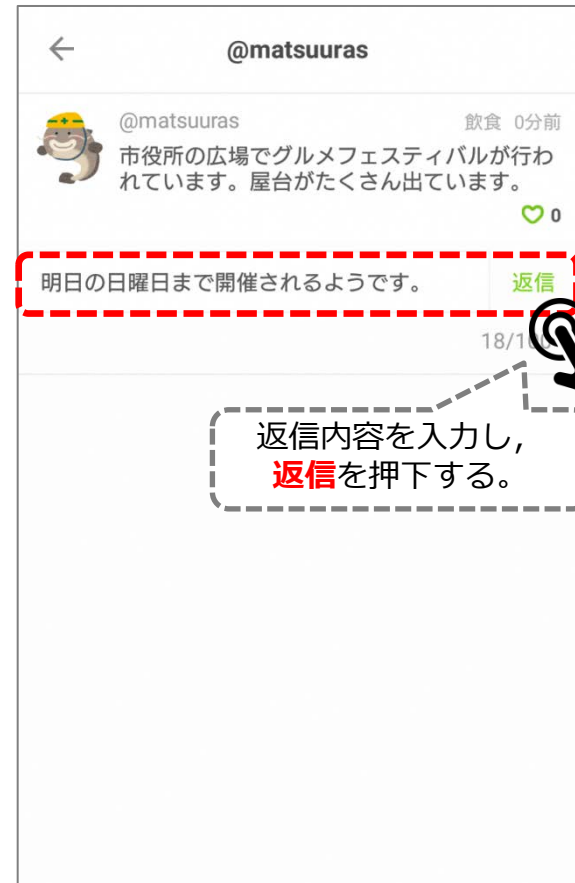 @matsuuras
@matsuuras 飲食 0分前
市役所の広場でグルメフェスティバルが行わ
れています。屋台がたくさん出ています。
0
明日の日曜日まで開催されるようです。 返信
18/1
返信内容を入力し，
返信を押下する。